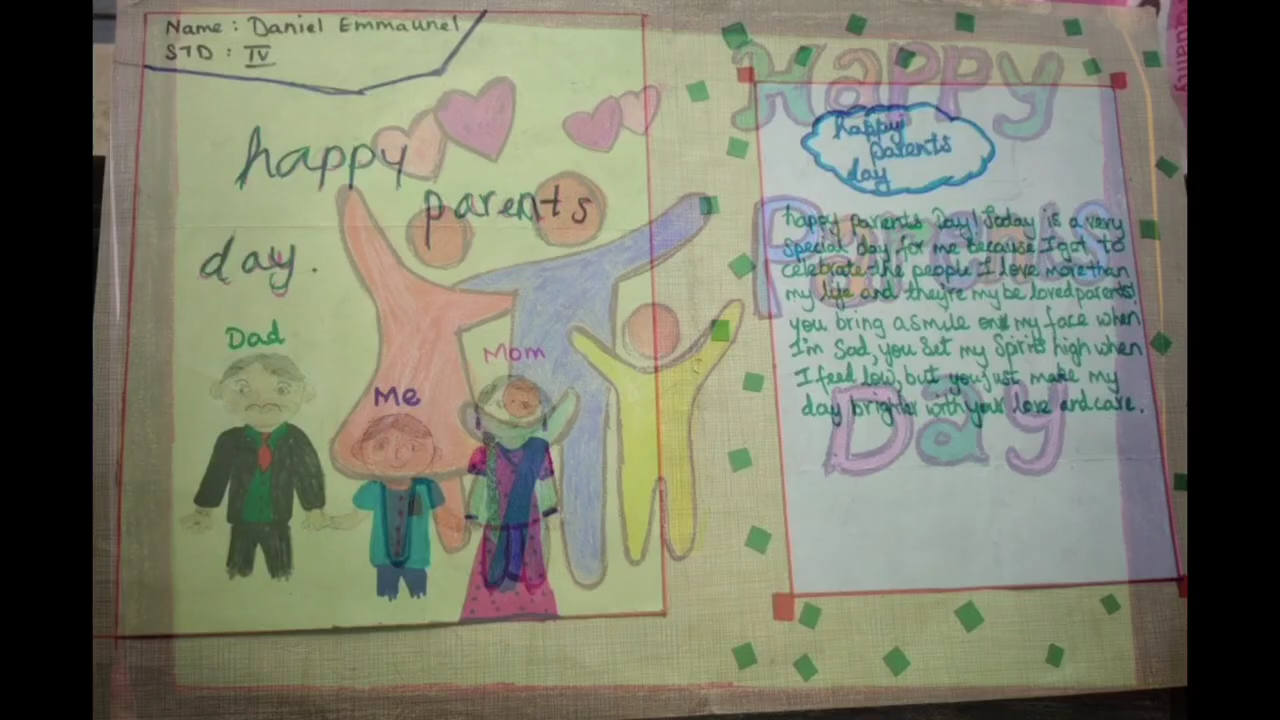 Name : Daniel Emmaunel
STD : IV
happy
parents
day.
Dad
Me
Mom
Happy
Parents
Day
happy
parents
day
happy parents Day! Today is a very
special day for me because I got to
celebrate the people I love more than
my life and they're my be loved parents!
you bring a smile on my face when
I'm Sad, you set my Spirits high when
I feed low, but you just make my
day brighter with your love and care.